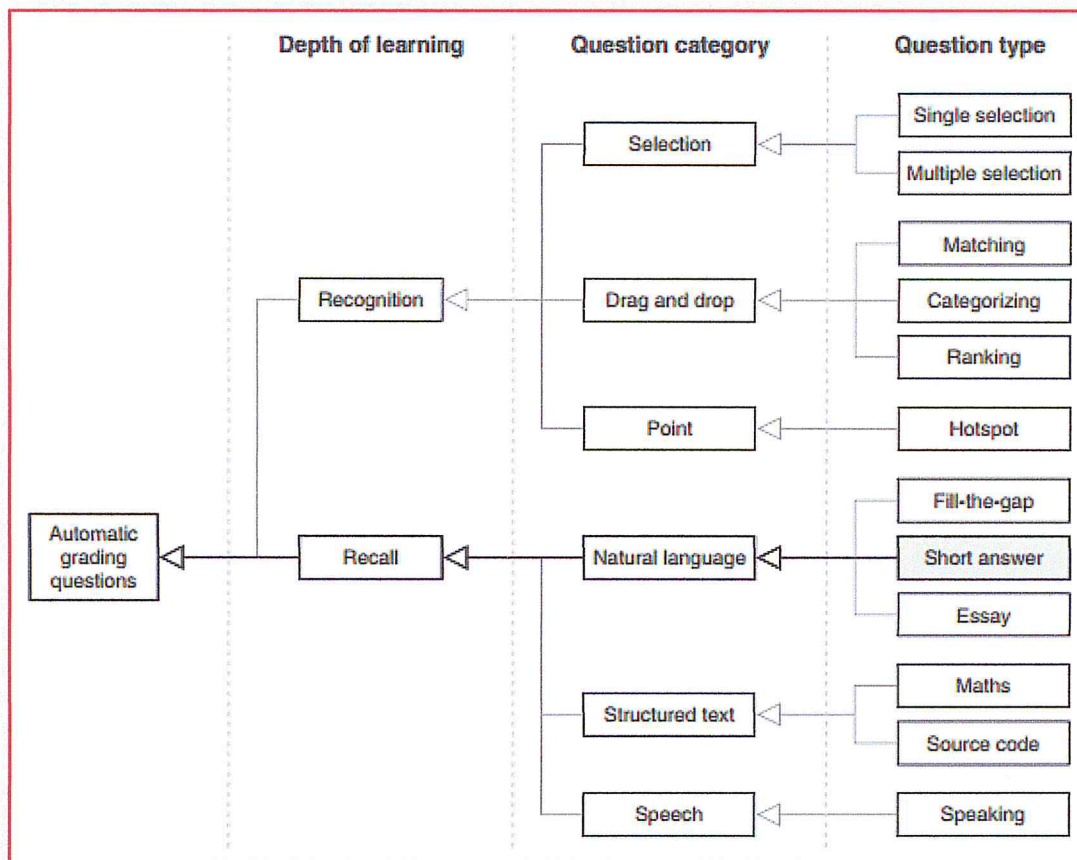 Depth of learning
Question category
Question type
Single selection
Selection
Multiple selection
Matching
Recognition
Drag and drop
Categorizing
Ranking
Point
Hotspot
Fill-the-gap
Automatic
grading
questions
Recall
Natural language
Short answer
Essay
Maths
Structured text
Source code
Speech
Speaking